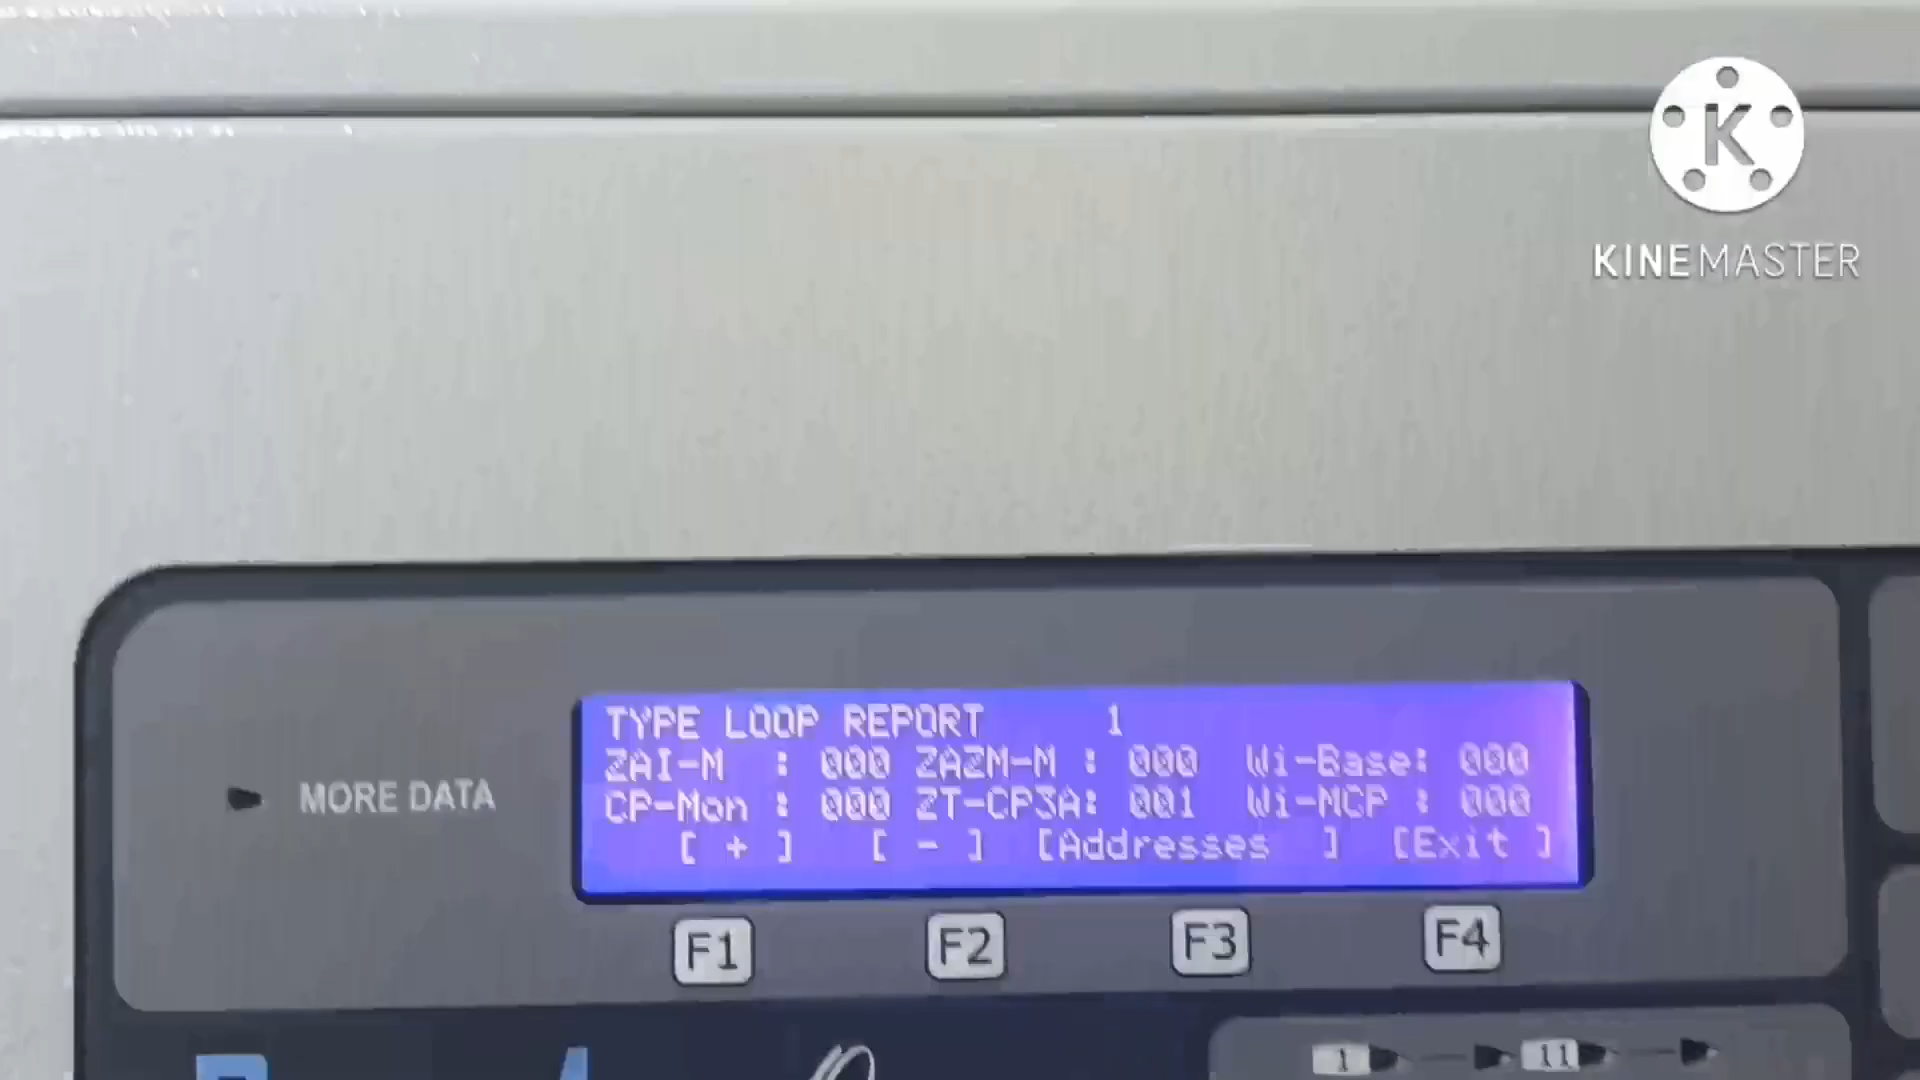 K
KINEMASTER
TYPE LOOP REPORT 1
ZAI-M : 000 ZAZM-M : 000 Wi-Base: 000
CP-Mon : 000 ZT-CP3A: 001 Wi-MCP : 000
[ + ] [ - ] [Addresses ] [Exit ]
MORE DATA
F1 F2 F3 F4
1 11